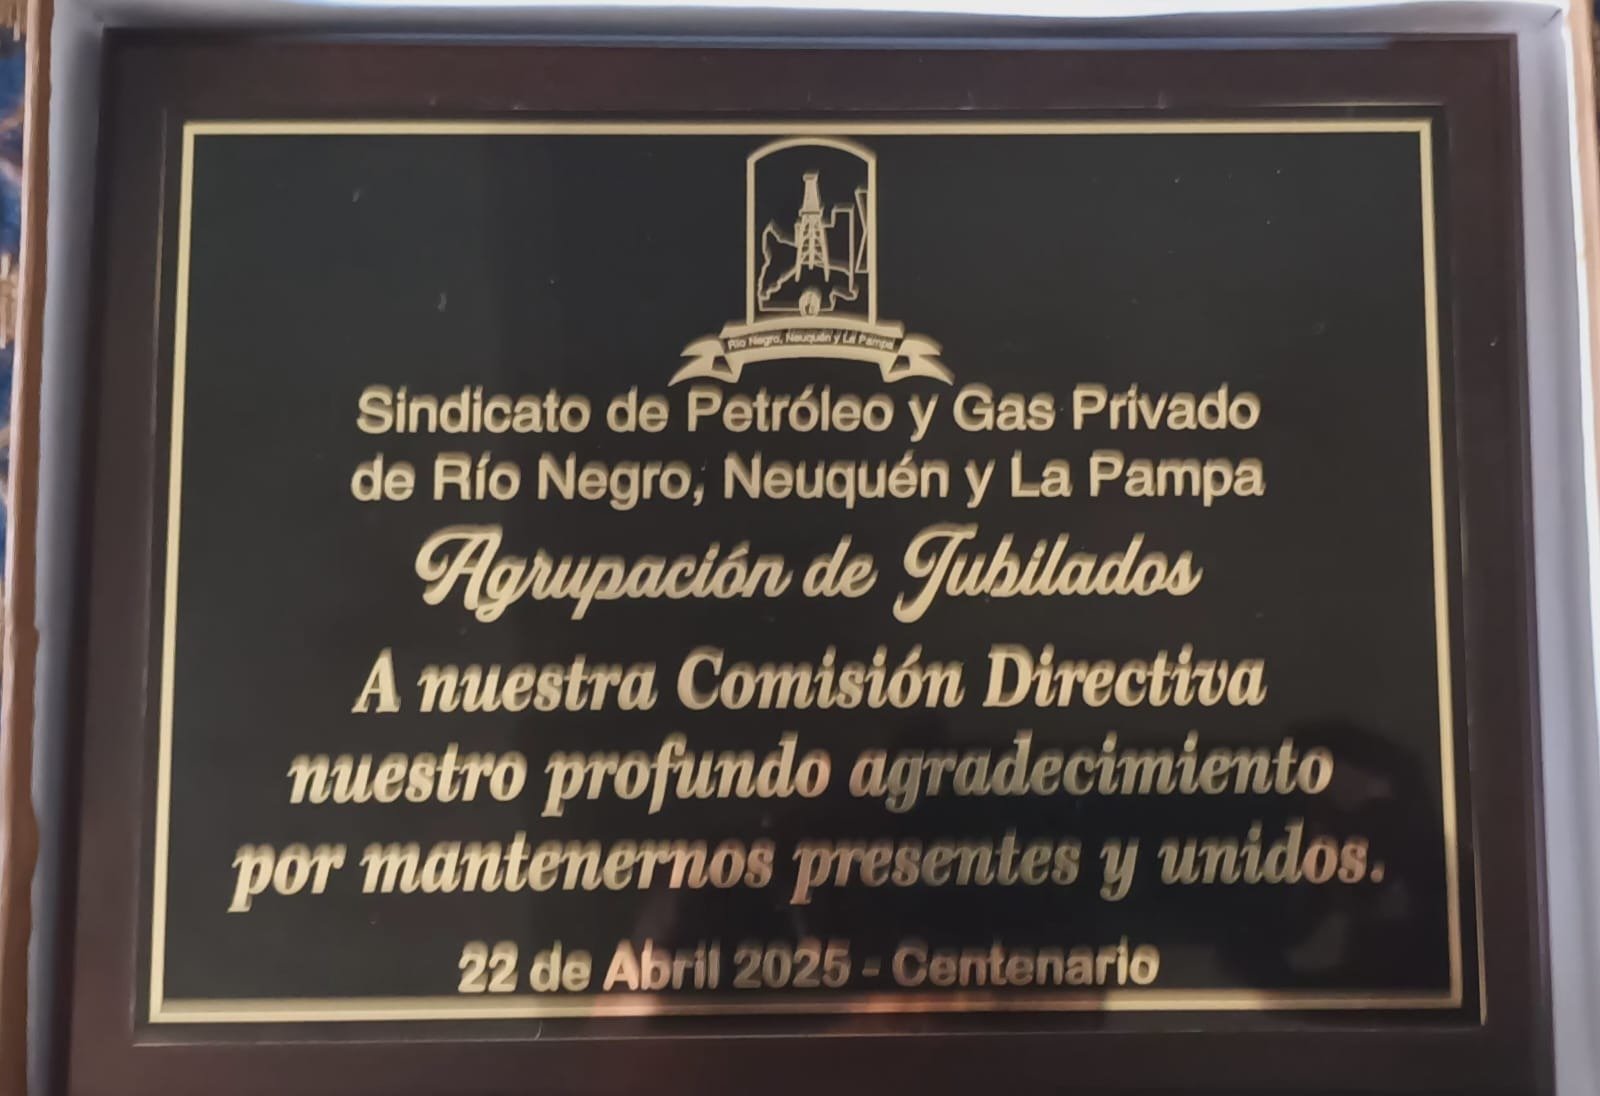 Río Negro, Neuquén y La Pampa
Sindicato de Petróleo y Gas Privado
de Río Negro, Neuquén y La Pampa
Agrupación de Jubilados
A nuestra Comisión Directiva
nuestro profundo agradecimiento
por mantenernos presentes y unidos.
22 de Abril 2025 - Centenario